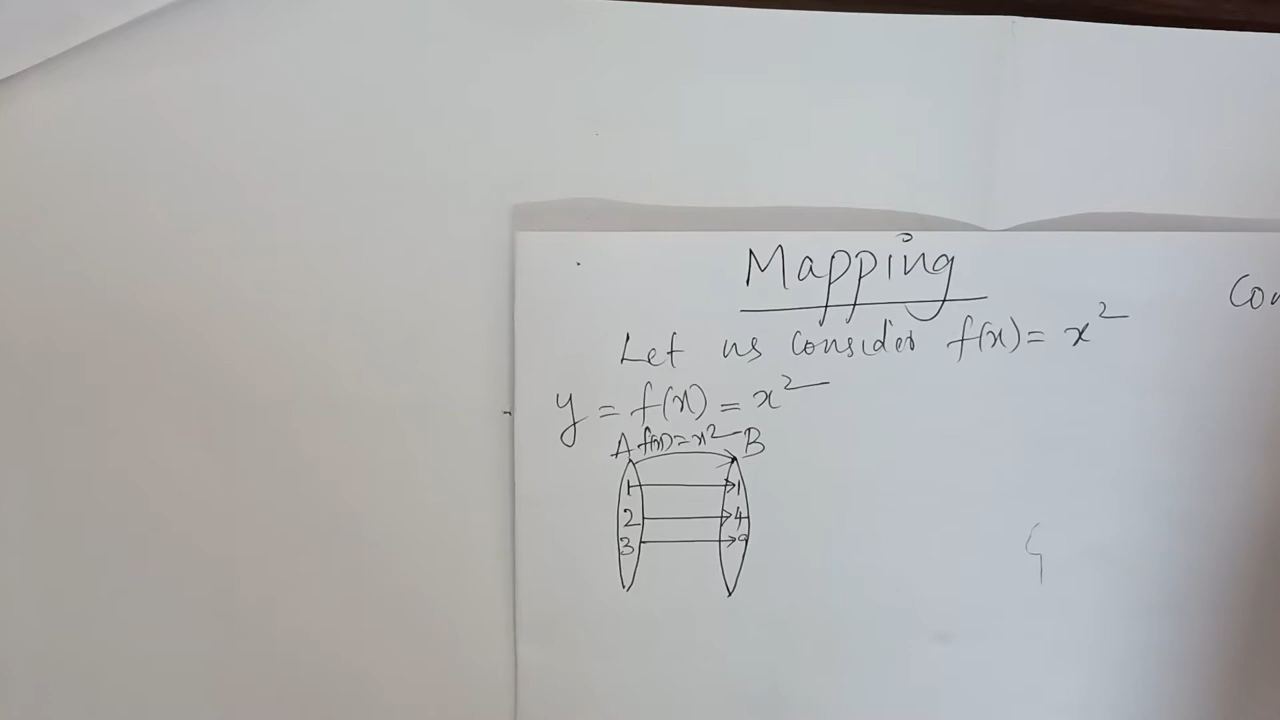 Mapping
Let us consider f(x) = x²
y = f(x) = x²
A f(x) = x² B
1 1
2 4
3 9